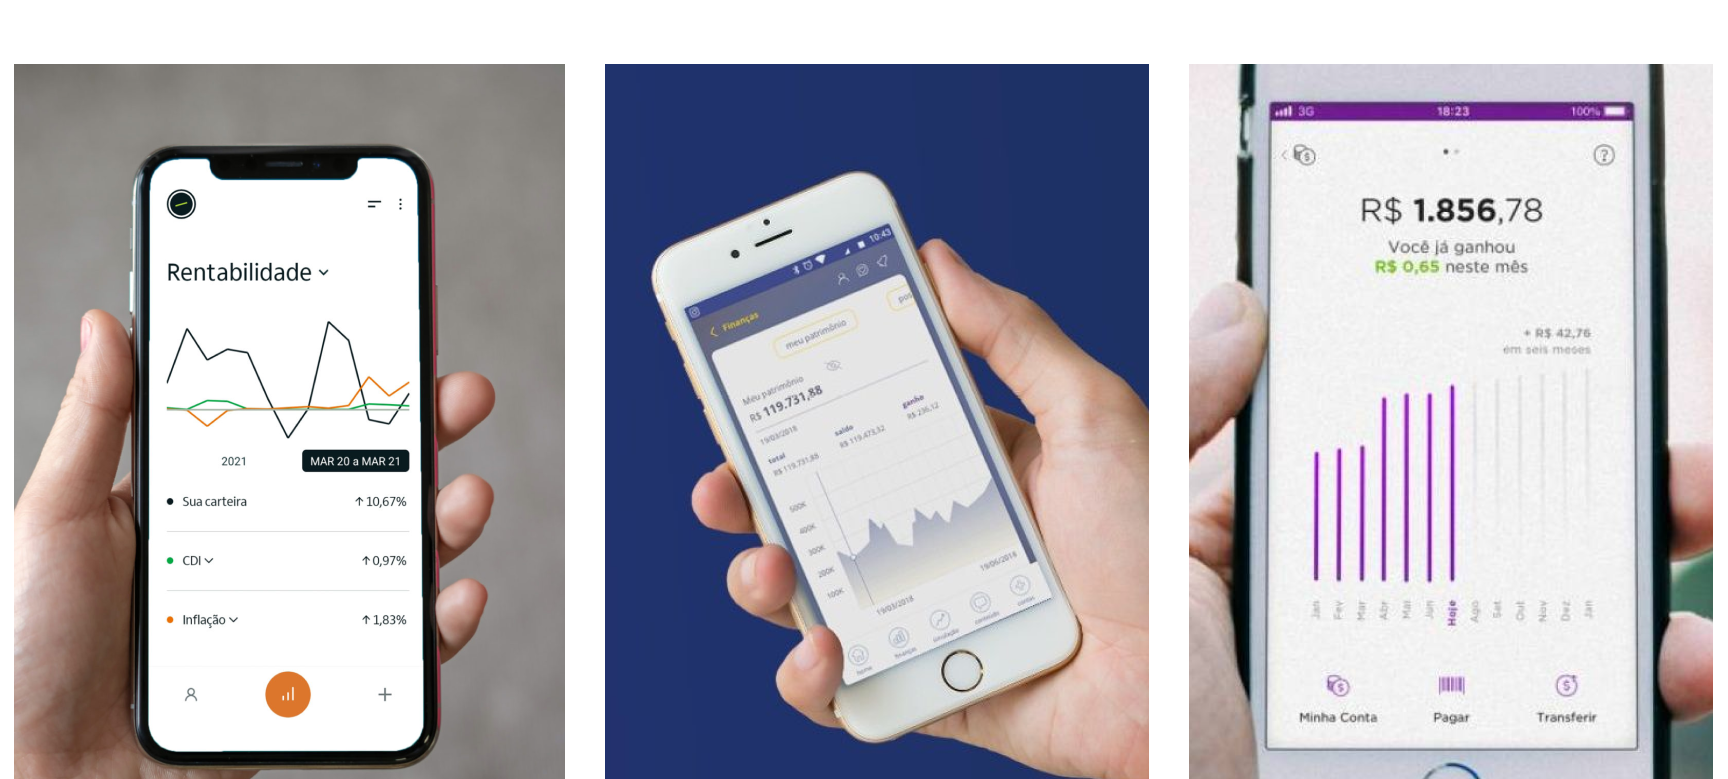 Rentabilidade
2021
MAR 20 a MAR 21
Sua carteira
↑ 10,67%
CDI
↑ 0,97%
Inflação
↑ 1,83%
10:43
Finanças
meu patrimônio
pos
Meu patrimônio
R$ 119.731,88
19/03/2018
total
R$ 119.731,88
saldo
R$ 119.473,52
ganho
R$ 236,12
500K
400K
300K
200K
100K
19/03/2018
19/06/2018
home
finanças
simulação
conteúdo
3G
18:23
100%
R$ 1.856,78
Você já ganhou
R$ 0,65 neste mês
+ R$ 42,76
em seis meses
Jan
Fev
Mar
Abr
Mai
Jun
Hoje
Ago
Set
Out
Nov
Dez
Jan
Minha Conta
Pagar
Transferir